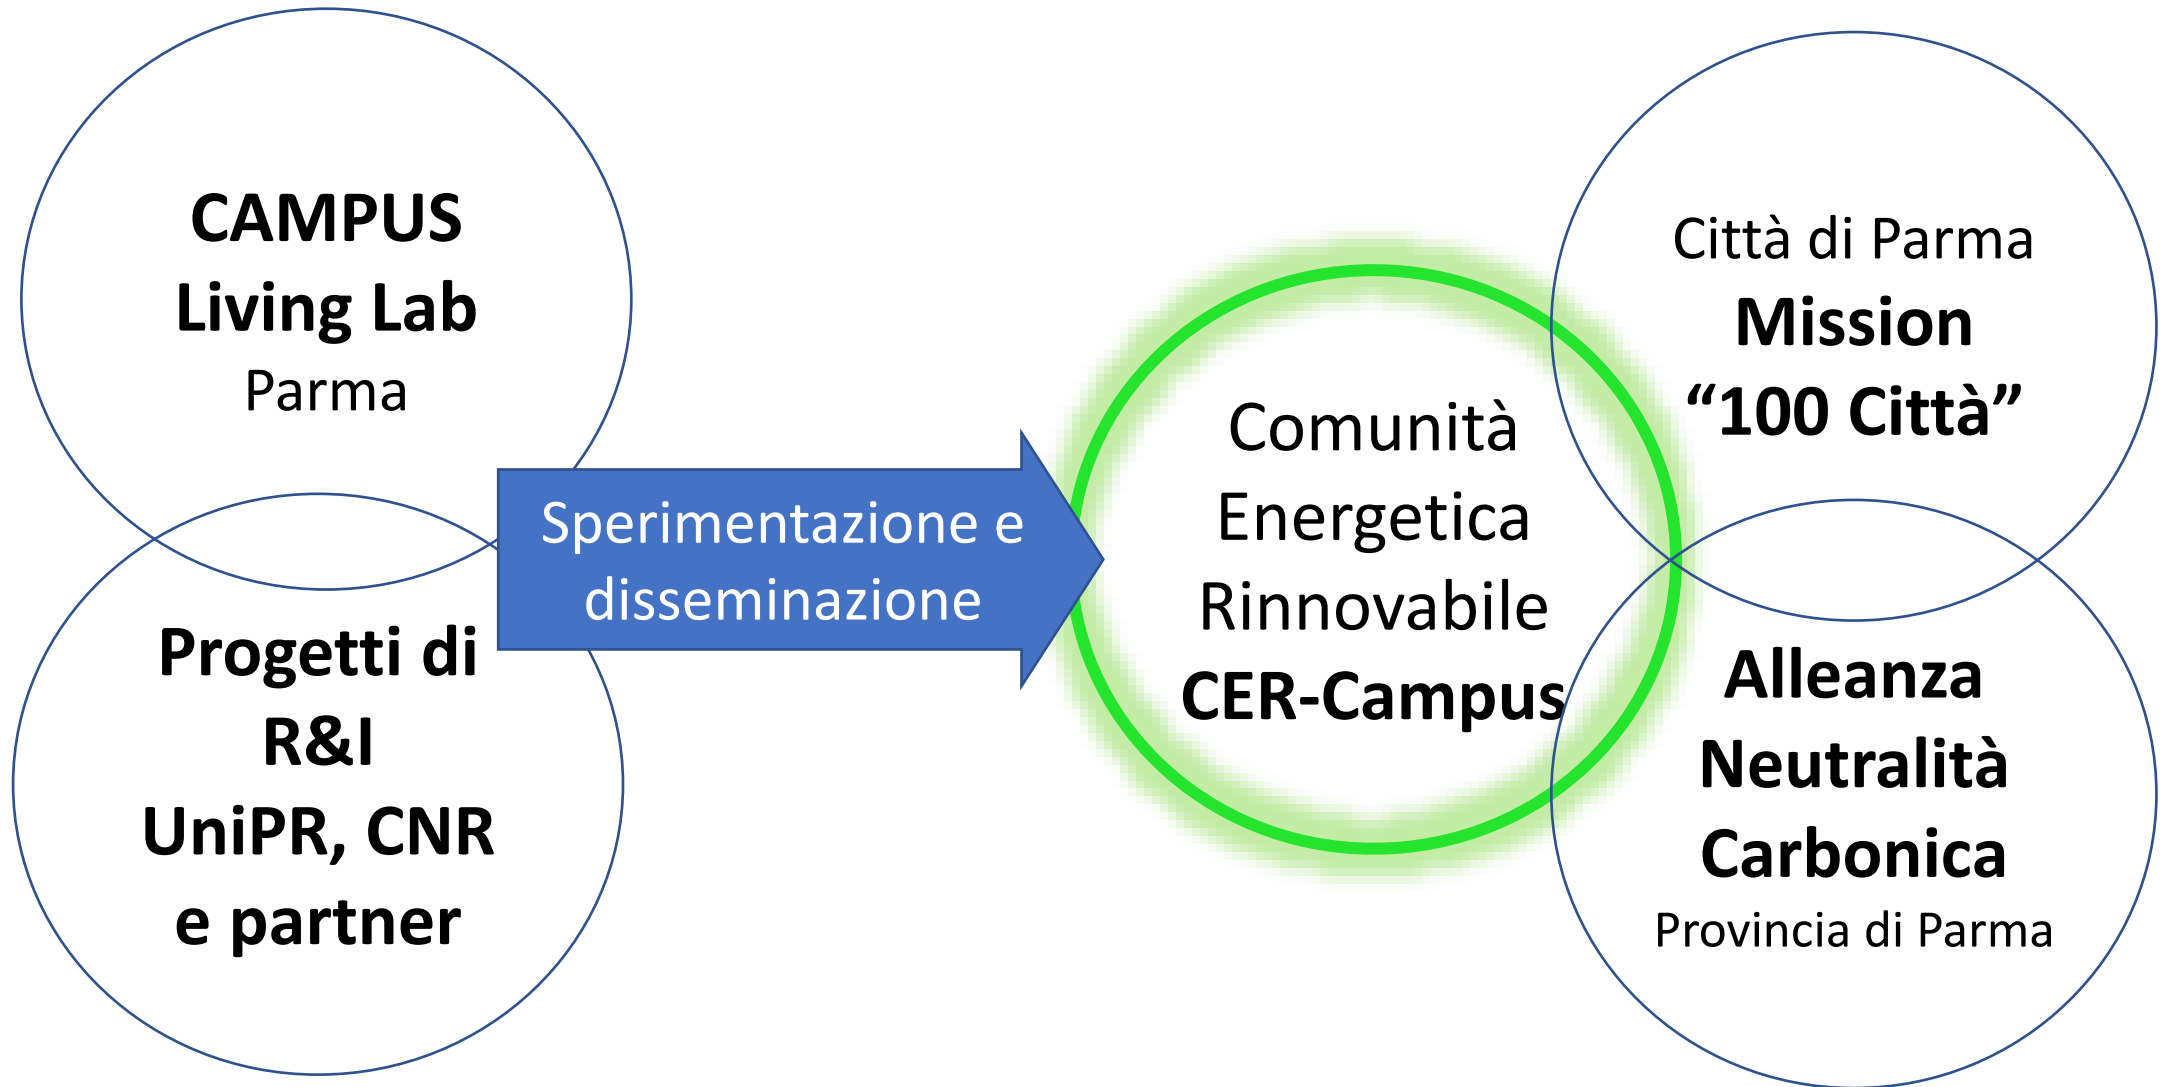 CAMPUS
Living Lab
Parma
Progetti di
R&I
UniPR, CNR
e partner
Sperimentazione e
disseminazione
Comunità
Energetica
Rinnovabile
CER-Campus
Città di Parma
Mission
“100 Città”
Alleanza
Neutralità
Carbonica
Provincia di Parma